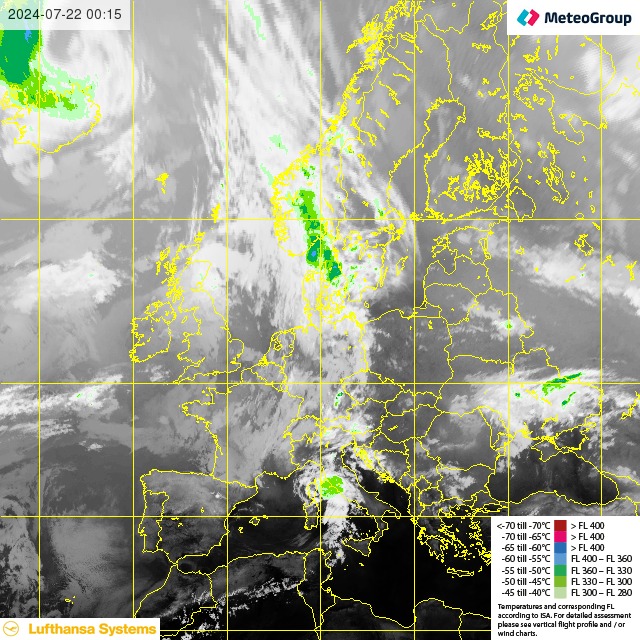 2024-07-22 00:15
MeteoGroup
<-70 till -70°C > FL 400
-70 till -65°C > FL 400
-65 till -60°C > FL 400
-60 till -55°C FL 400 - FL 360
-55 till -50°C FL 360 - FL 330
-50 till -45°C FL 330 - FL 300
-45 till -40°C FL 300 - FL 280
Temperatures and corresponding FL
according to ISA. For detailed assessment
please see vertical flight profile and / or
wind charts.
Lufthansa Systems